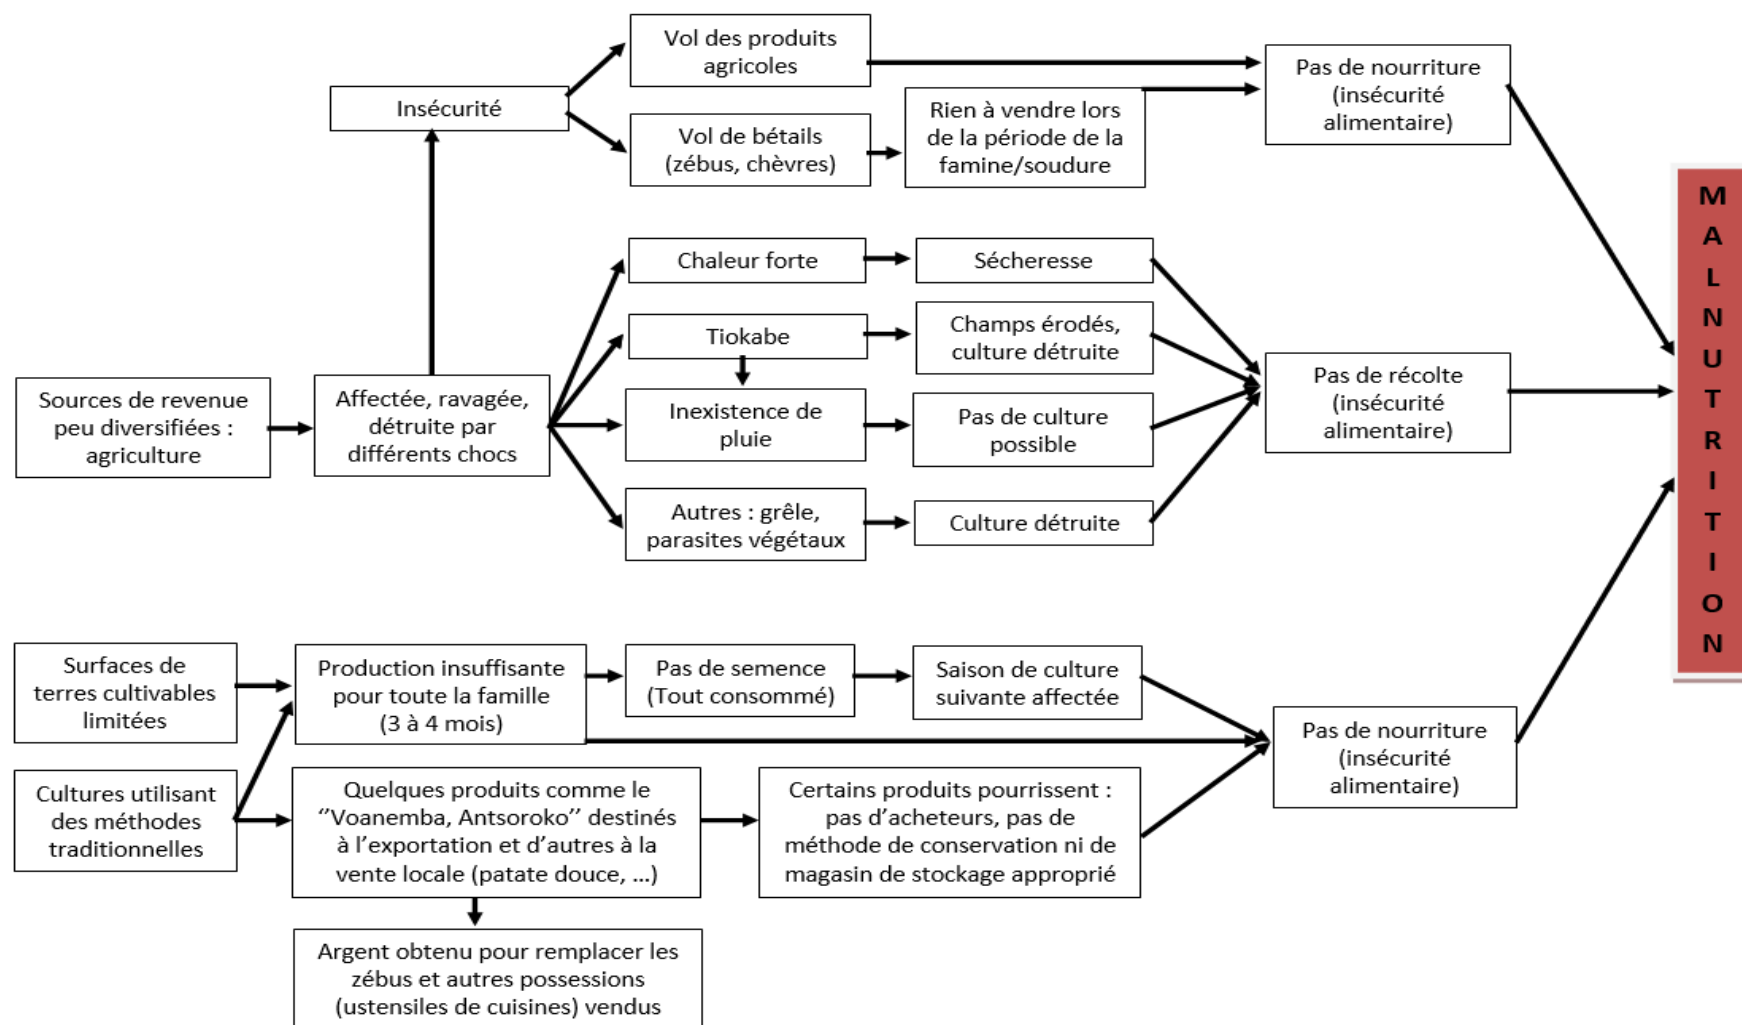 Vol des produits
agricoles
Insécurité
Vol de bétails
(zébus, chèvres)
Rien à vendre lors
de la période de la
famine/soudure
Pas de nourriture
(insécurité
alimentaire)
Chaleur forte
Sécheresse
Tiokabe
Champs érodés,
culture détruite
Sources de revenue
peu diversifiées :
agriculture
Affectée, ravagée,
détruite par
différents chocs
Inexistence de
pluie
Pas de culture
possible
Pas de récolte
(insécurité
alimentaire)
Autres : grêle,
parasites végétaux
Culture détruite
Surfaces de
terres cultivables
limitées
Production insuffisante
pour toute la famille
(3 à 4 mois)
Pas de semence
(Tout consommé)
Saison de culture
suivante affectée
Pas de nourriture
(insécurité
alimentaire)
Cultures utilisant
des méthodes
traditionnelles
Quelques produits comme le
‘’Voanemba, Antsoroko’’ destinés
à l’exportation et d’autres à la
vente locale (patate douce, …)
Certains produits pourrissent :
pas d’acheteurs, pas de
méthode de conservation ni de
magasin de stockage approprié
Argent obtenu pour remplacer les
zébus et autres possessions
(ustensiles de cuisines) vendus
MALNUTRITION